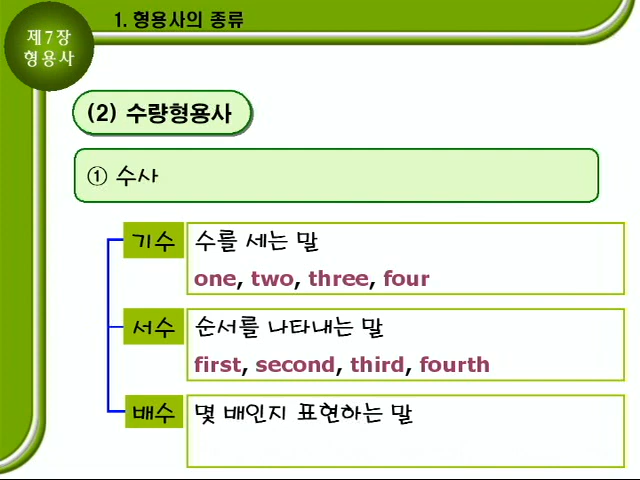 1. 형용사의 종류
제7장
형용사
(2) 수량형용사
① 수사
기수
수를 세는 말
one, two, three, four
서수
순서를 나타내는 말
first, second, third, fourth
배수
몇 배인지 표현하는 말